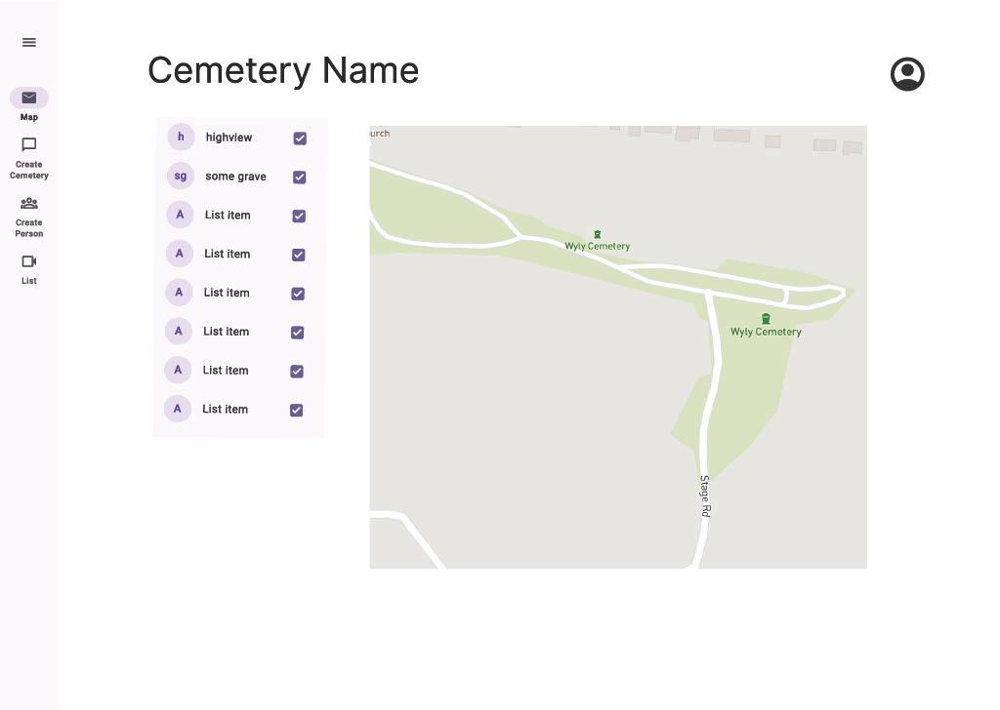 Cemetery Name
Map
Create
Cemetery
Create
Person
List
h highview
sg some grave
A List item
A List item
A List item
A List item
A List item
A List item
urch
Wyly Cemetery
Wyly Cemetery
Stage Rd